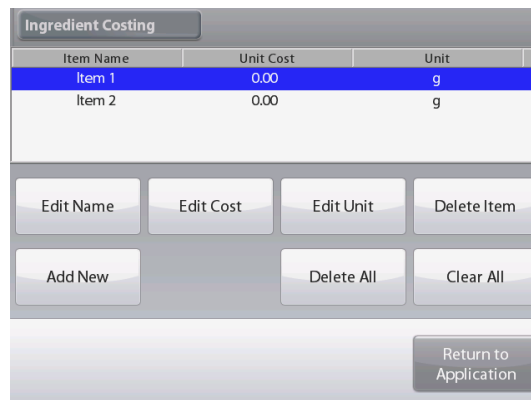 Ingredient Costing
Item Name Unit Cost Unit
Item 1 0.00 g
Item 2 0.00 g
Edit Name Edit Cost Edit Unit Delete Item
Add New Delete All Clear All
Return to
Application